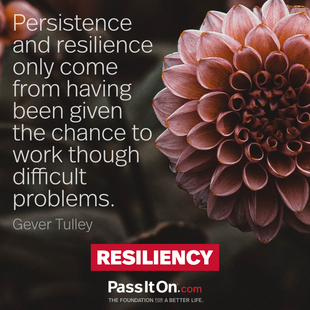 Persistence
and resilience
only come
from having
been given
the chance to
work though
difficult
problems.
Gever Tulley
RESILIENCY
PassItOn.com
THE FOUNDATION FOR A BETTER LIFE.